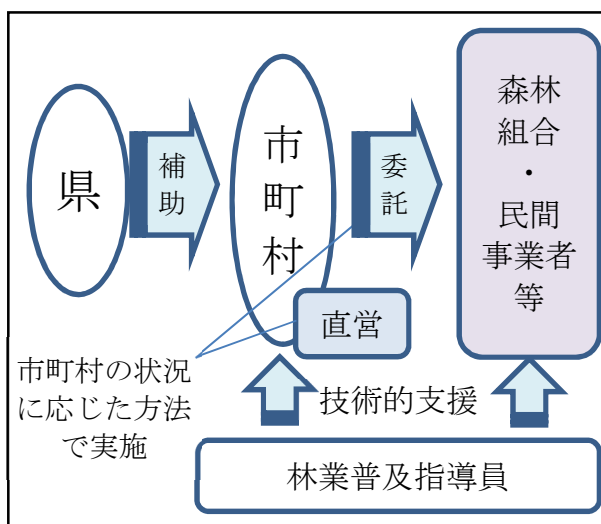 県
補
助
市
町
村
委
託
森林
組合
・
民間
事業者
等
直営
市町村の状況
に応じた方法
で実施
技術的支援
林業普及指導員